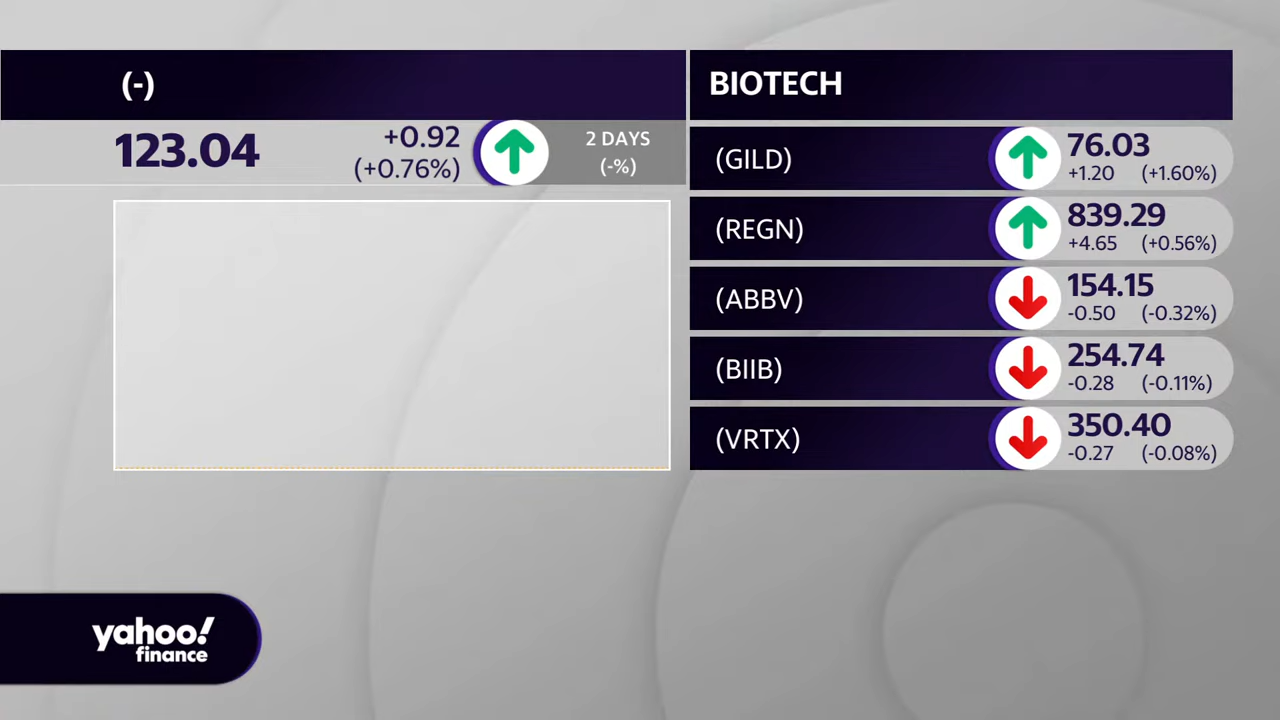 (-)
123.04
+0.92
(+0.76%)
2 DAYS
(-%)
BIOTECH
(GILD)
76.03
+1.20 (+1.60%)
(REGN)
839.29
+4.65 (+0.56%)
(ABBV)
154.15
-0.50 (-0.32%)
(BIIB)
254.74
-0.28 (-0.11%)
(VRTX)
350.40
-0.27 (-0.08%)
yahoo!
finance